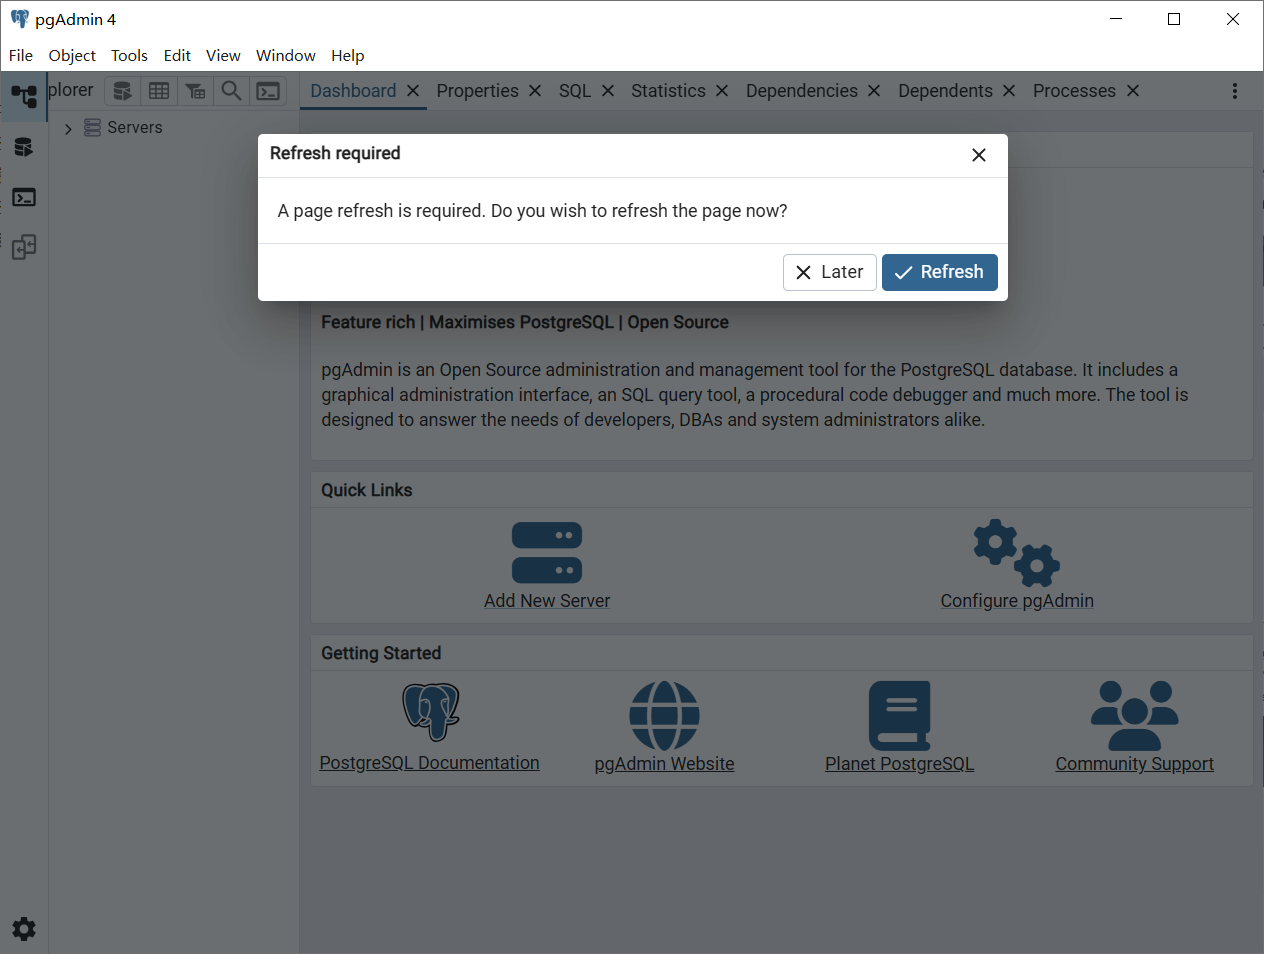 pgAdmin 4
File Object Tools Edit View Window Help
plorer
Dashboard Properties SQL Statistics Dependencies Dependents Processes
Servers
Refresh required
A page refresh is required. Do you wish to refresh the page now?
Later Refresh
Feature rich | Maximises PostgreSQL | Open Source
pgAdmin is an Open Source administration and management tool for the PostgreSQL database. It includes a
graphical administration interface, an SQL query tool, a procedural code debugger and much more. The tool is
designed to answer the needs of developers, DBAs and system administrators alike.
Quick Links
Add New Server Configure pgAdmin
Getting Started
PostgreSQL Documentation pgAdmin Website Planet PostgreSQL Community Support